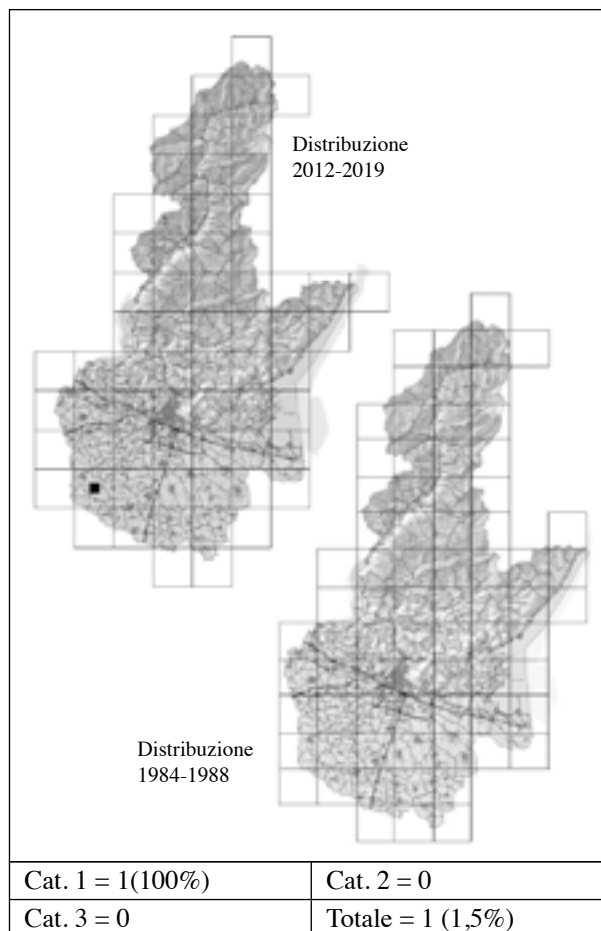 Distribuzione
2012-2019
Distribuzione
1984-1988
Cat. 1 = 1(100%)
Cat. 2 = 0
Cat. 3 = 0
Totale = 1 (1,5%)